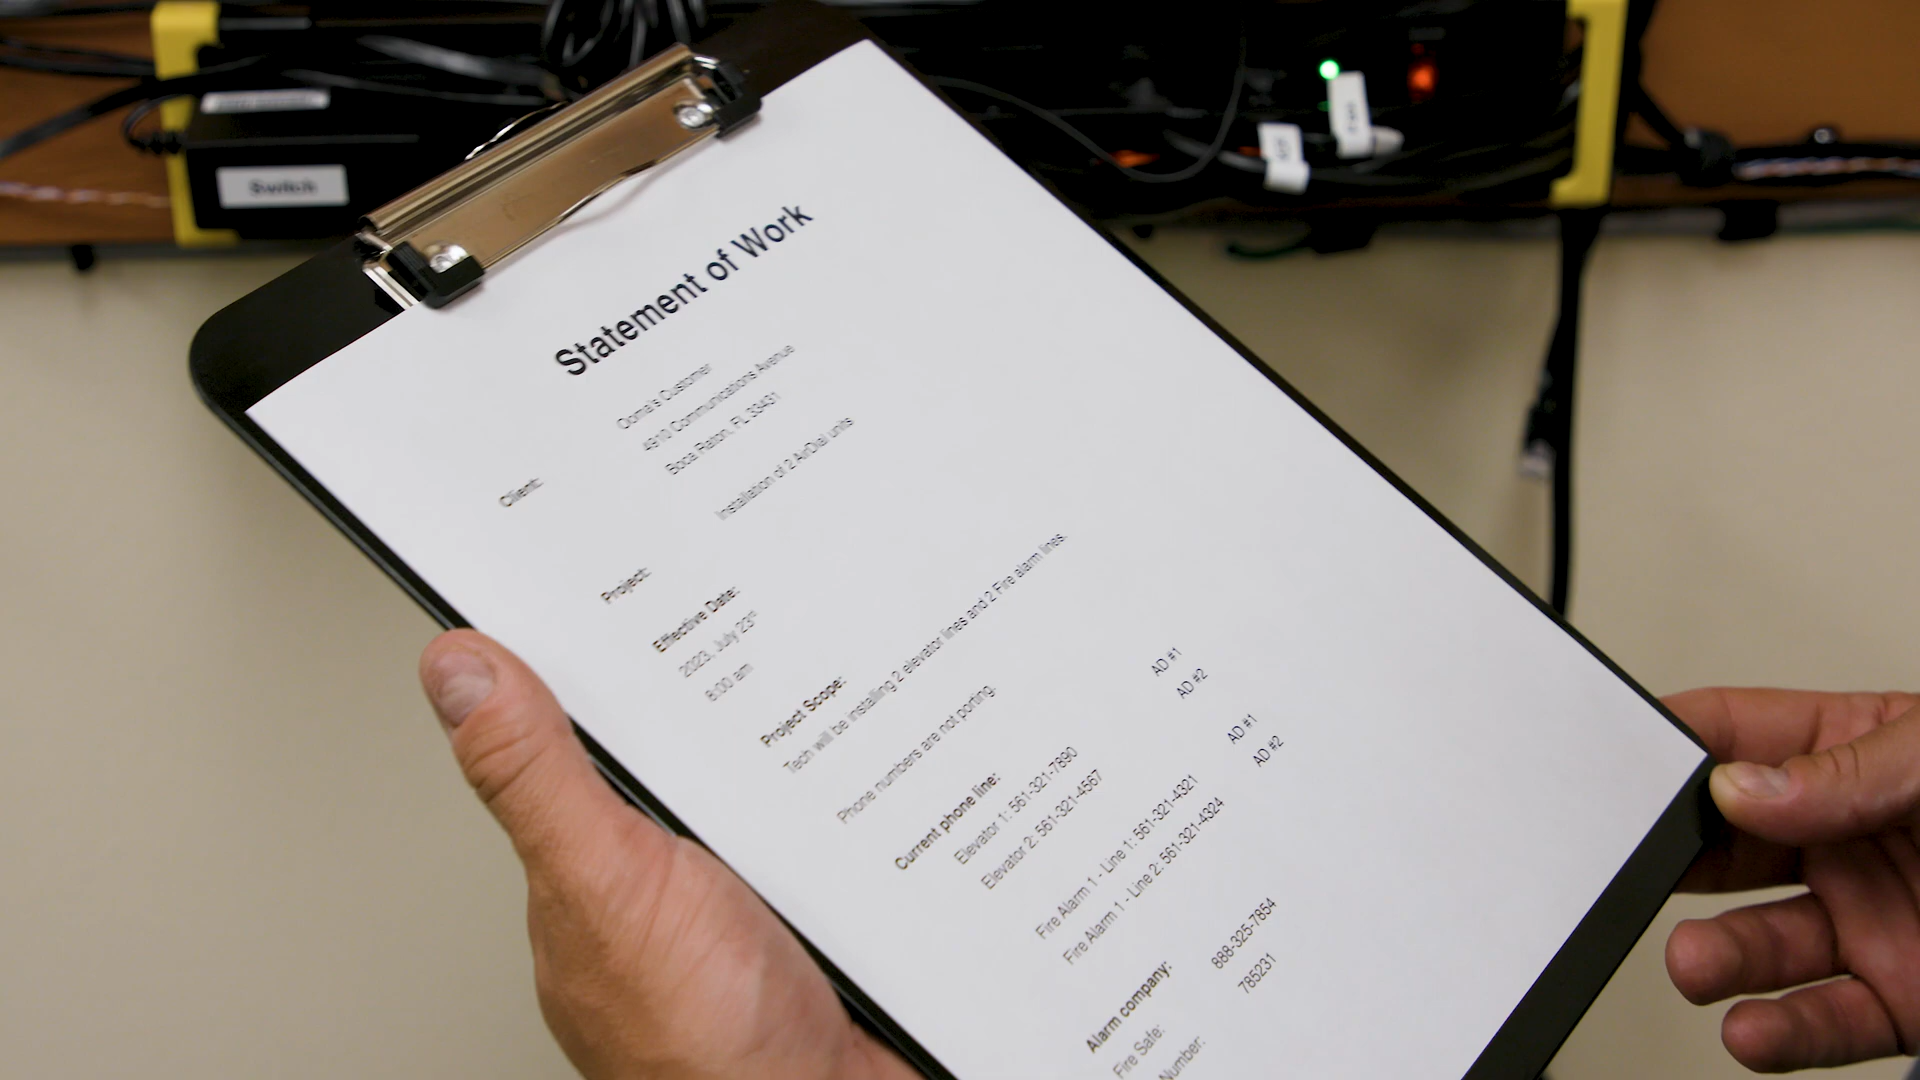 Switch
Statement of Work
Client:
Ooma's Customer
4910 Communications Avenue
Boca Raton, FL 33431
Project:
Installation of 2 AirDial units
Effective Date:
2023, July 23rd
8:00 am
Project Scope:
Tech will be installing 2 elevator lines and 2 Fire alarm lines.
Phone numbers are not porting.
Current phone line:
Elevator 1: 561-321-7890 AD #1
Elevator 2: 561-321-4567 AD #2
Fire Alarm 1 - Line 1: 561-321-4321 AD #1
Fire Alarm 1 - Line 2: 561-321-4324 AD #2
Alarm company:
Fire Safe: 888-325-7854
Number: 785231